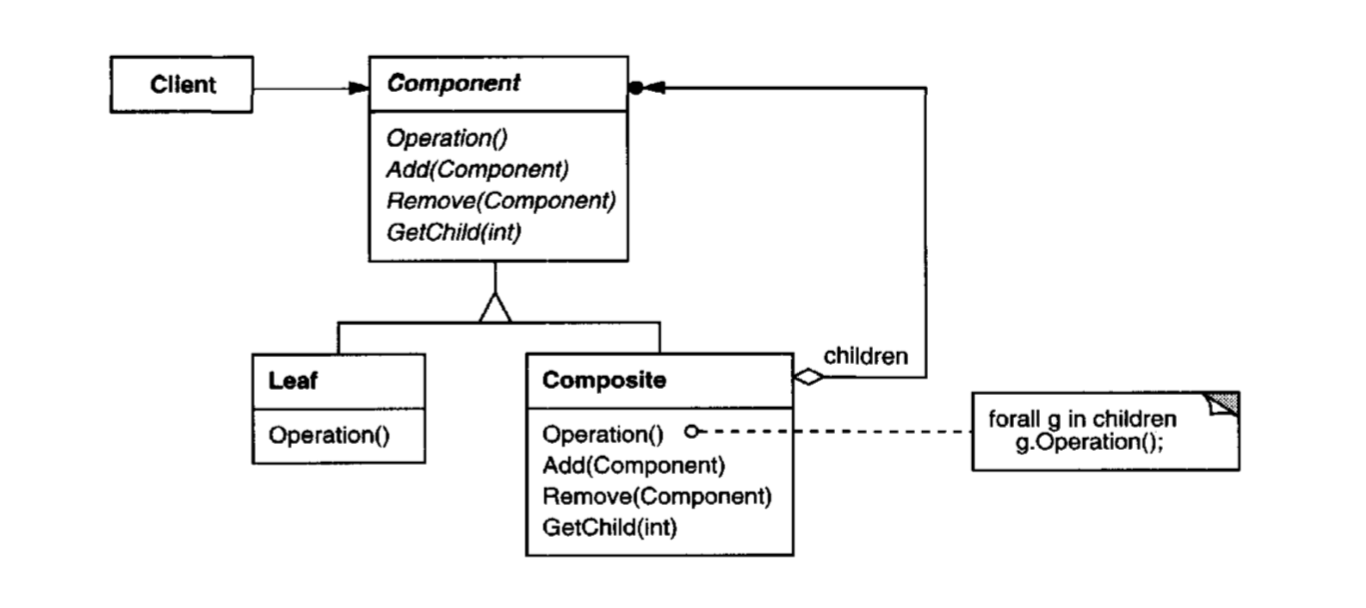 Client
Component
Operation()
Add(Component)
Remove(Component)
GetChild(int)
children
Leaf
Operation()
Composite
Operation()
Add(Component)
Remove(Component)
GetChild(int)
forall g in children
g.Operation();